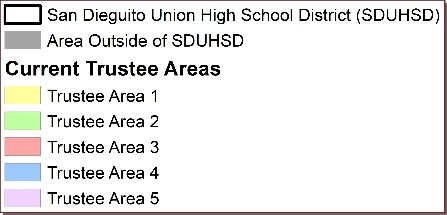 San Dieguito Union High School District (SDUHSD)
Area Outside of SDUHSD
Current Trustee Areas
Trustee Area 1
Trustee Area 2
Trustee Area 3
Trustee Area 4
Trustee Area 5